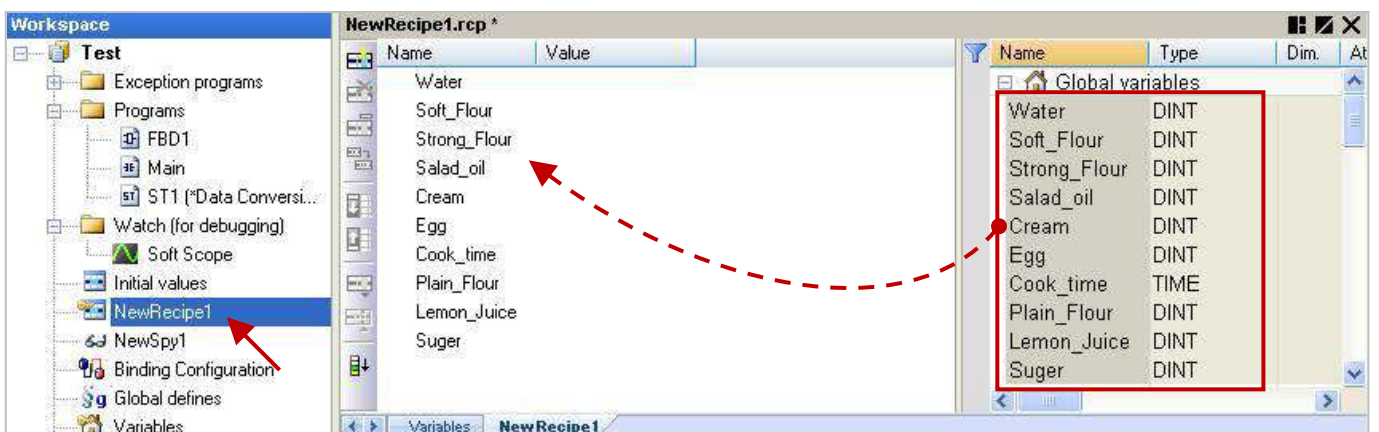 Workspace
Test
Exception programs
Programs
FBD1
Main
ST1 (*Data Conversi...
Watch (for debugging)
Soft Scope
Initial values
NewRecipe1
NewSpy1
Binding Configuration
Global defines
Variables
NewRecipe1.rcp *
Name Value
Water
Soft_Flour
Strong_Flour
Salad_oil
Cream
Egg
Cook_time
Plain_Flour
Lemon_Juice
Suger
Variables NewRecipe1
Name Type Dim. At
Global variables
Water DINT
Soft_Flour DINT
Strong_Flour DINT
Salad_oil DINT
Cream DINT
Egg DINT
Cook_time TIME
Plain_Flour DINT
Lemon_Juice DINT
Suger DINT